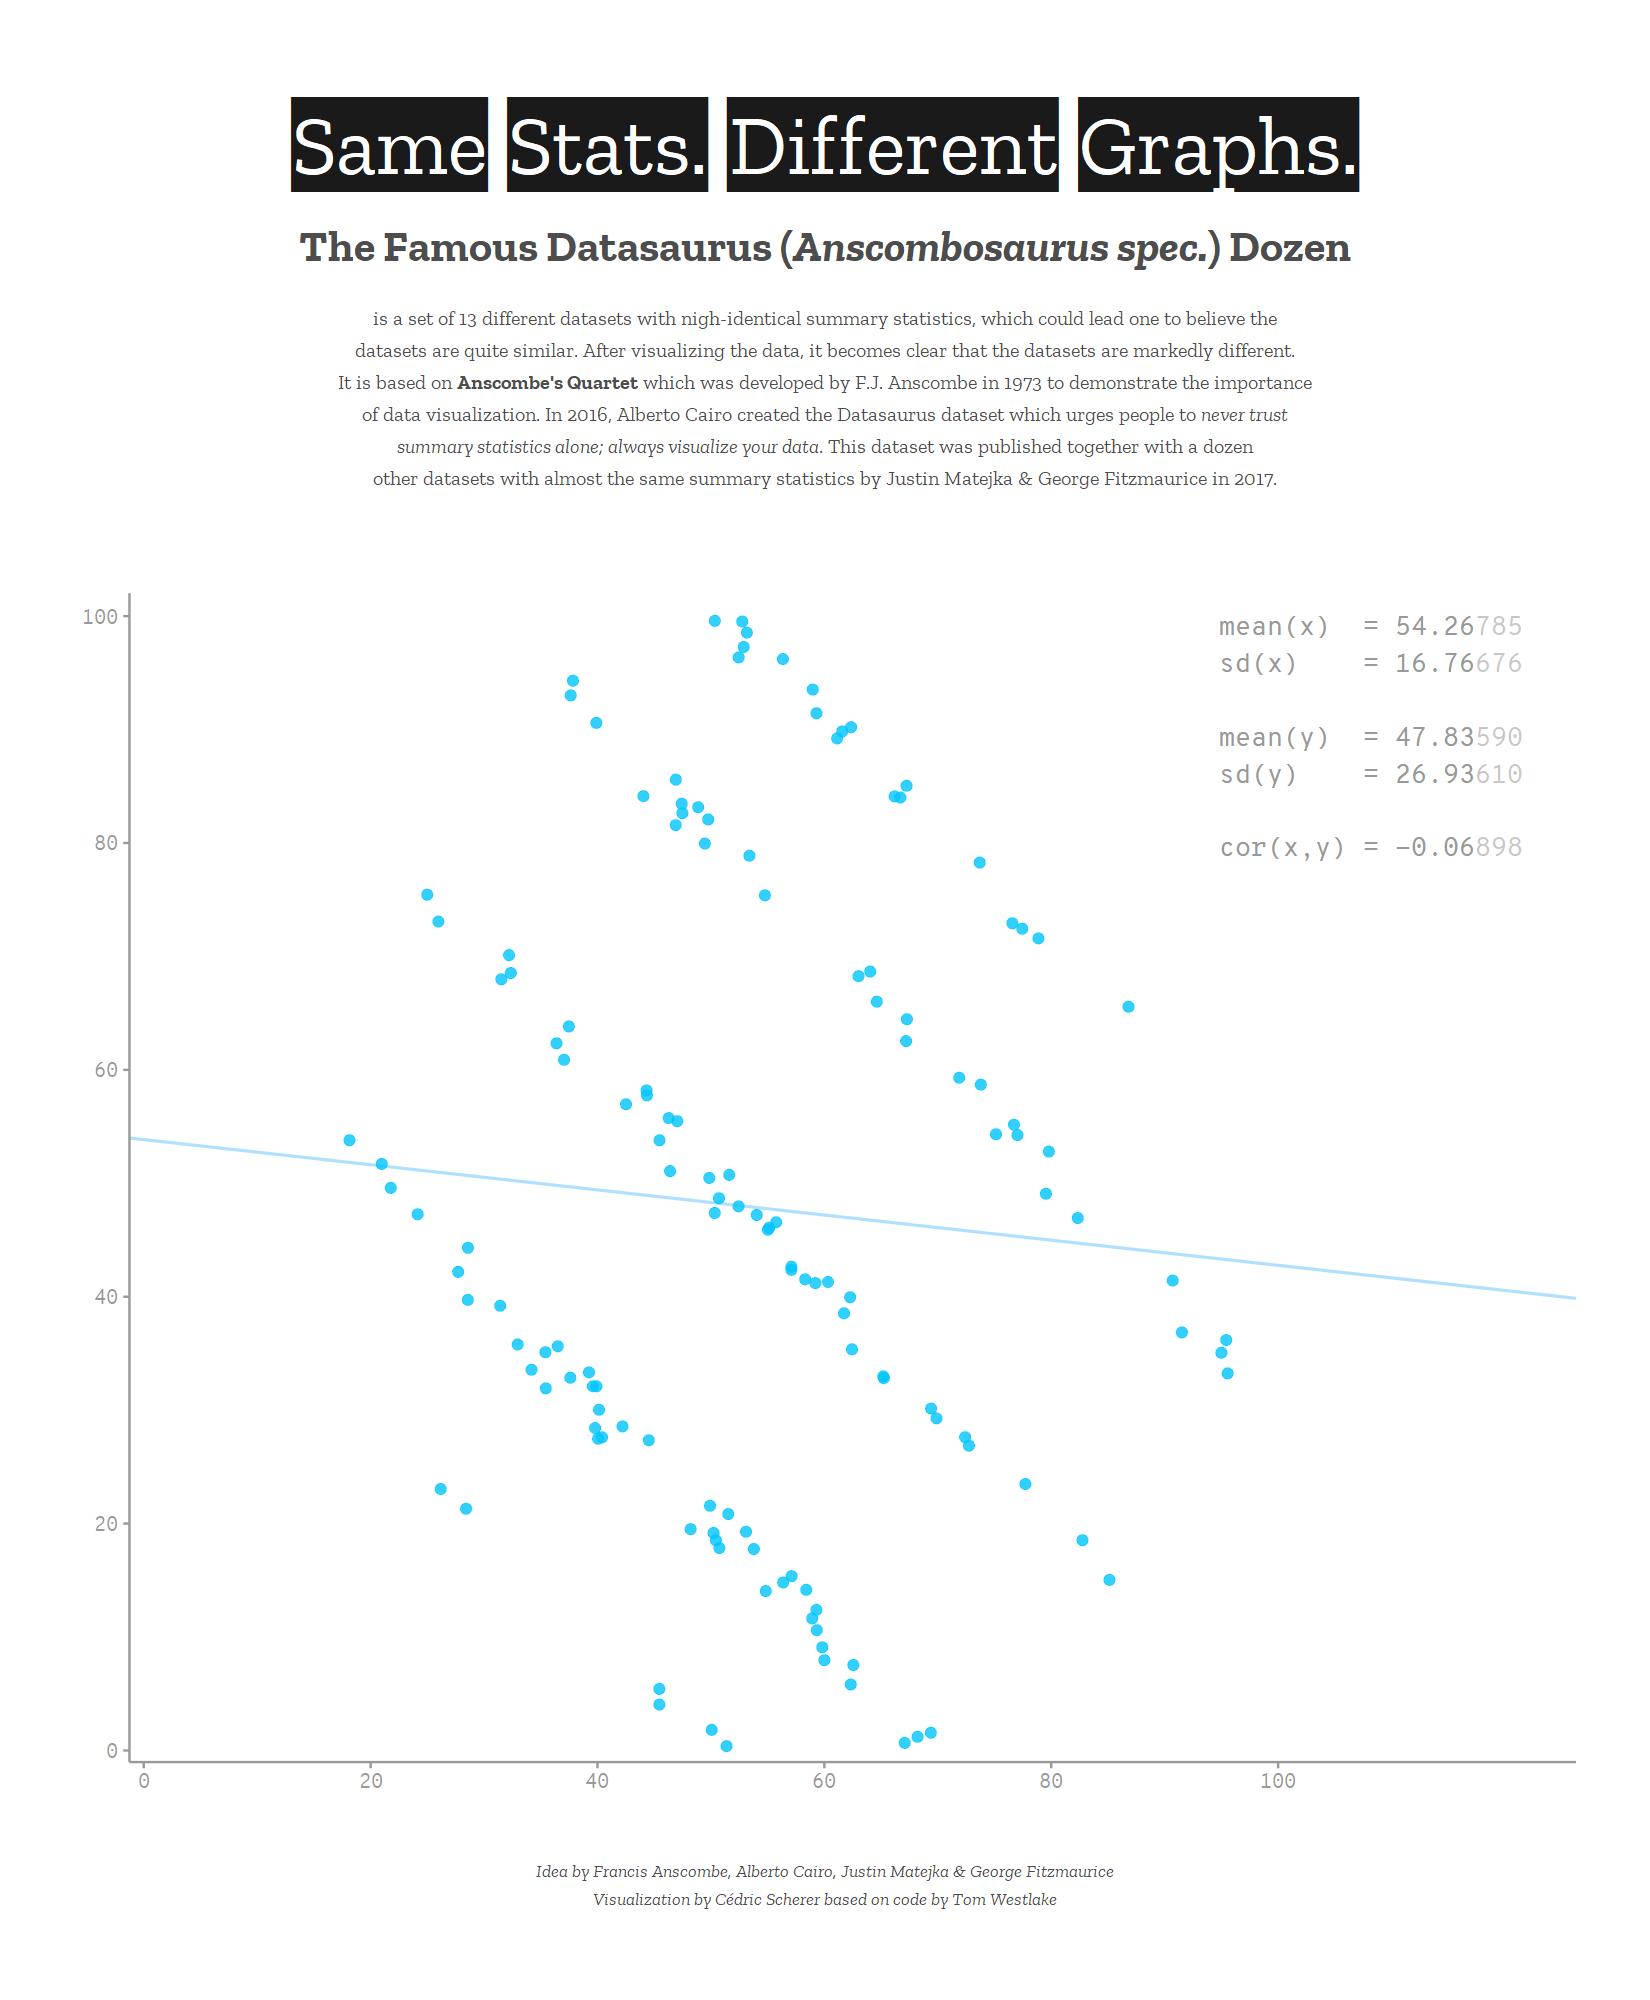 Same Stats. Different Graphs.
The Famous Datasaurus (Anscombosaurus spec.) Dozen
is a set of 13 different datasets with nigh-identical summary statistics, which could lead one to believe the
datasets are quite similar. After visualizing the data, it becomes clear that the datasets are markedly different.
It is based on Anscombe's Quartet which was developed by F.J. Anscombe in 1973 to demonstrate the importance
of data visualization. In 2016, Alberto Cairo created the Datasaurus dataset which urges people to never trust
summary statistics alone; always visualize your data. This dataset was published together with a dozen
other datasets with almost the same summary statistics by Justin Matejka & George Fitzmaurice in 2017.
100
80
60
40
20
0
mean(x) = 54.26785
sd(x) = 16.76676
mean(y) = 47.83590
sd(y) = 26.93610
cor(x,y) = −0.06898
0 20 40 60 80 100
Idea by Francis Anscombe, Alberto Cairo, Justin Matejka & George Fitzmaurice
Visualization by Cédric Scherer based on code by Tom Westlake